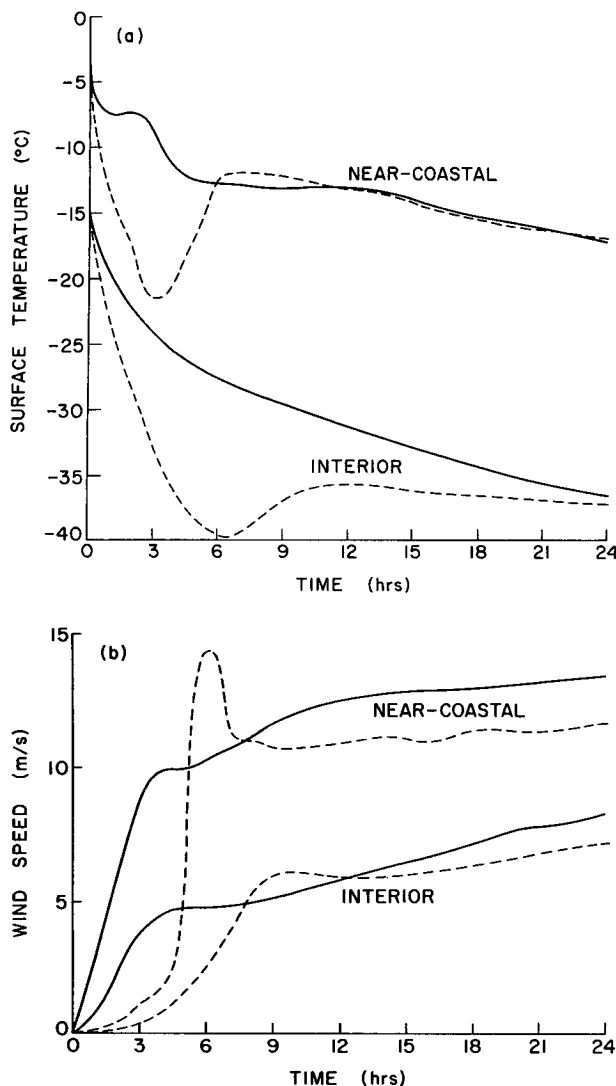 (a)
SURFACE TEMPERATURE (°C)
0
-5
-10
-15
-20
-25
-30
-35
-40
NEAR-COASTAL
INTERIOR
0 3 6 9 12 15 18 21 24
TIME (hrs)
(b)
WIND SPEED (m/s)
15
10
5
0
NEAR-COASTAL
INTERIOR
0 3 6 9 12 15 18 21 24
TIME (hrs)